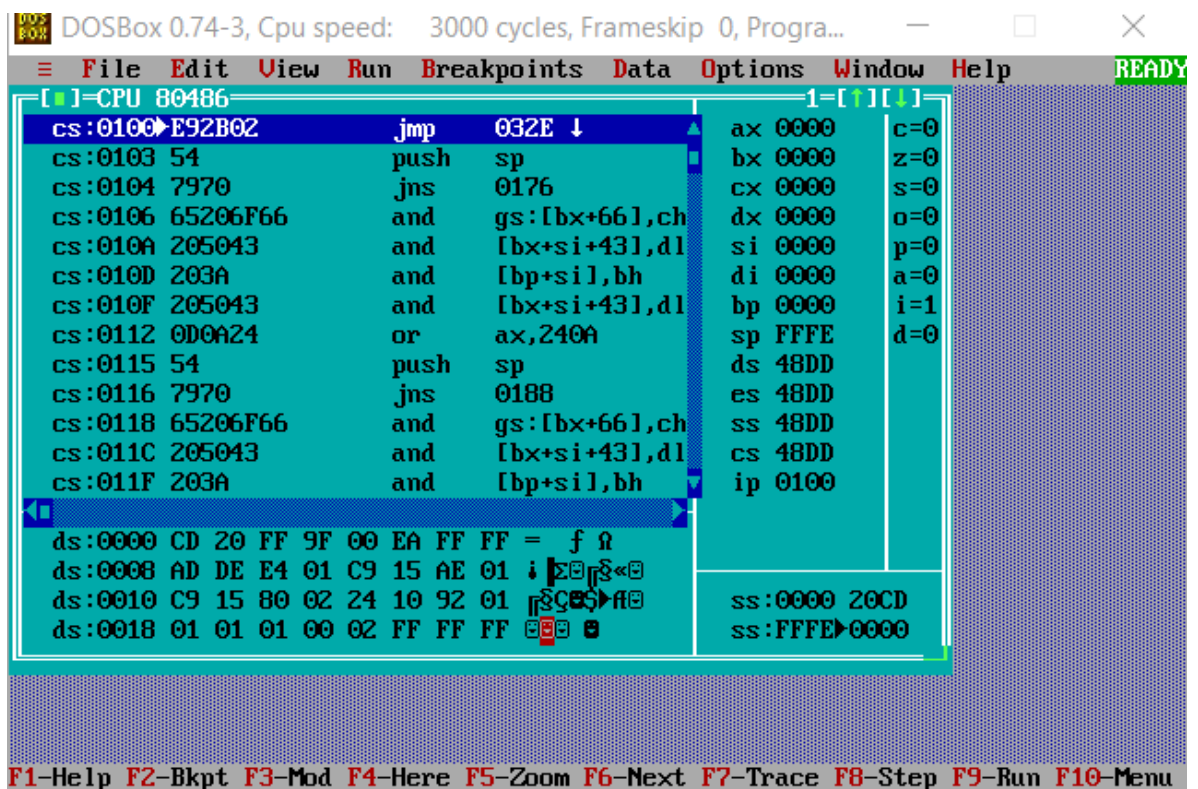 DOSBox 0.74-3, Cpu speed: 3000 cycles, Frameskip 0, Progra...
≡ File Edit View Run Breakpoints Data Options Window Help READY
[■]=CPU 80486 1=[↑][↓]
cs:0100►E92B02 jmp 032E ↓ ax 0000 c=0
cs:0103 54 push sp bx 0000 z=0
cs:0104 7970 jns 0176 cx 0000 s=0
cs:0106 65206F66 and gs:[bx+66],ch dx 0000 o=0
cs:010A 205043 and [bx+si+43],dl si 0000 p=0
cs:010D 203A and [bp+si],bh di 0000 a=0
cs:010F 205043 and [bx+si+43],dl bp 0000 i=1
cs:0112 0D0A24 or ax,240A sp FFFE d=0
cs:0115 54 push sp ds 48DD
cs:0116 7970 jns 0188 es 48DD
cs:0118 65206F66 and gs:[bx+66],ch ss 48DD
cs:011C 205043 and [bx+si+43],dl cs 48DD
cs:011F 203A and [bp+si],bh ip 0100
ds:0000 CD 20 FF 9F 00 EA FF FF = ƒ Ω
ds:0008 AD DE E4 01 C9 15 AE 01 ¡▐Σ☺╔§«☺
ds:0010 C9 15 80 02 24 10 92 01 ╔§Ç☻$►Æ☺ ss:0000 20CD
ds:0018 01 01 01 00 02 FF FF FF ☺☺☺ ☻ ss:FFFE►0000
F1-Help F2-Bkpt F3-Mod F4-Here F5-Zoom F6-Next F7-Trace F8-Step F9-Run F10-Menu